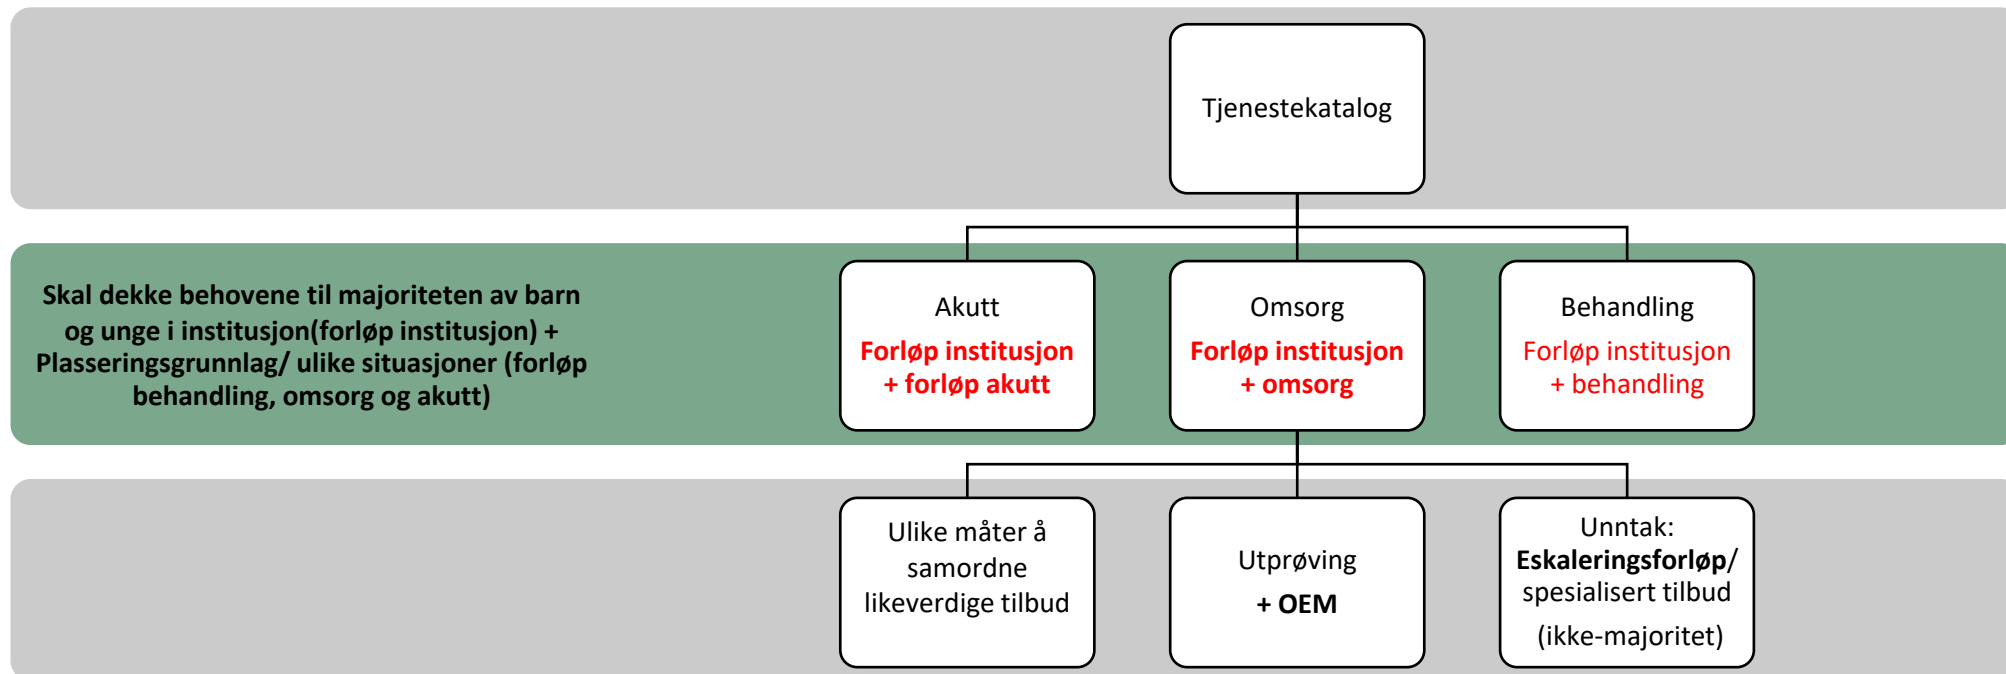 Tjenestekatalog
Skal dekke behovene til majoriteten av barn
og unge i institusjon(forløp institusjon) +
Plasseringsgrunnlag/ ulike situasjoner (forløp
behandling, omsorg og akutt)
Akutt
Forløp institusjon
+ forløp akutt
Omsorg
Forløp institusjon
+ omsorg
Behandling
Forløp institusjon
+ behandling
Ulike måter å
samordne
likeverdige tilbud
Utprøving
+ OEM
Unntak:
Eskaleringsforløp/
spesialisert tilbud
(ikke-majoritet)